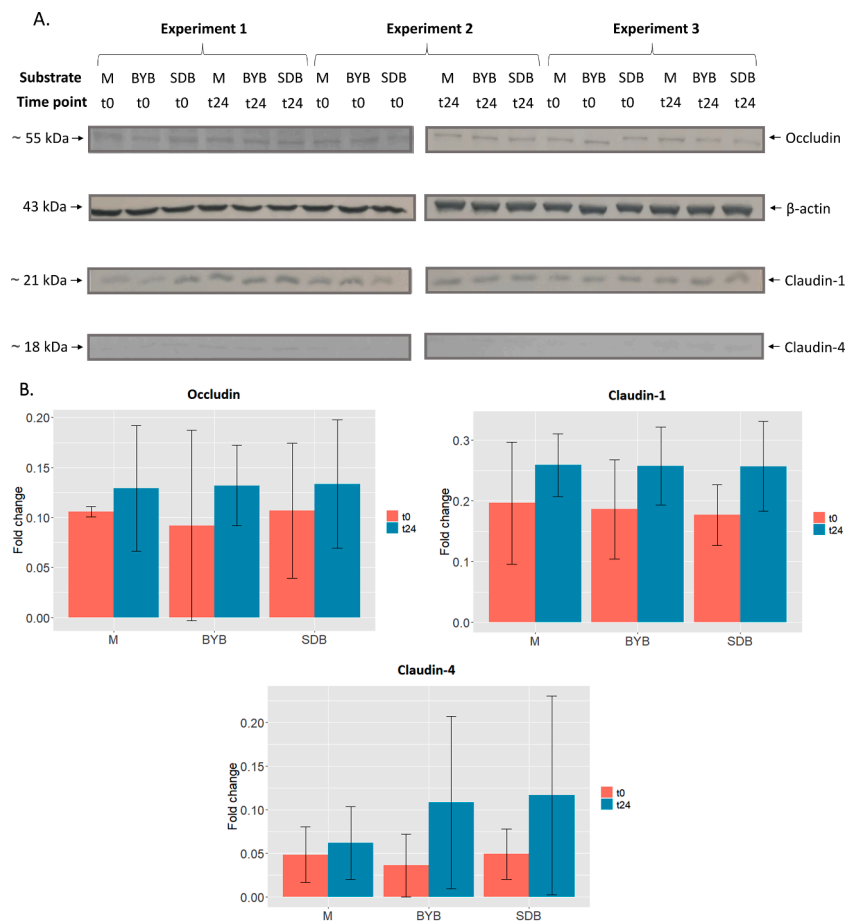 A.
Experiment 1 Experiment 2 Experiment 3
Substrate M BYB SDB M BYB SDB M BYB SDB M BYB SDB M BYB SDB M BYB SDB
Time point t0 t0 t0 t24 t24 t24 t0 t0 t0 t24 t24 t24 t0 t0 t0 t24 t24 t24
~ 55 kDa Occludin
43 kDa β-actin
~ 21 kDa Claudin-1
~ 18 kDa Claudin-4
B.
Occludin
Fold change
0.20
0.15
0.10
0.05
0.00
M BYB SDB
t0
t24
Claudin-1
Fold change
0.3
0.2
0.1
0.0
M BYB SDB
t0
t24
Claudin-4
Fold change
0.20
0.15
0.10
0.05
0.00
M BYB SDB
t0
t24